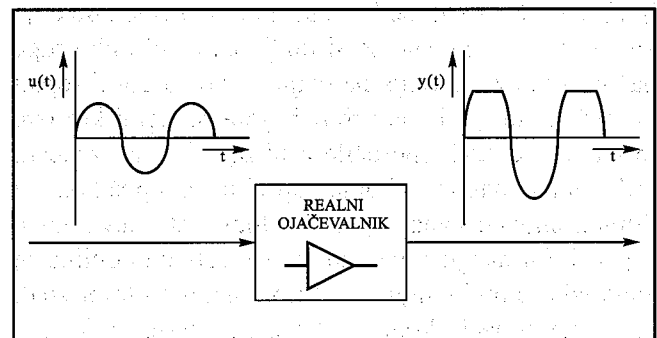 u(t)
t
y(t)
t
REALNI
OJAČEVALNIK